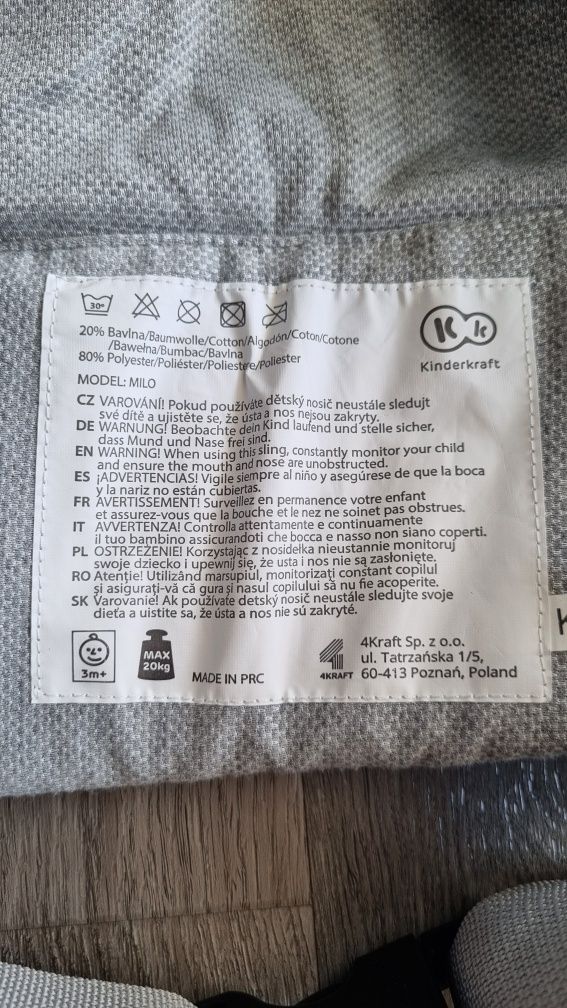 30°
K k
Kinderkraft
20% Bavlna/Baumwolle/Cotton/Algodón/Coton/Cotone
/Bawełna/Bumbac/Bavlna
80% Polyester/Poliéster/Poliestere/Poliester
MODEL: MILO
CZ VAROVÁNÍ! Pokud používáte dětský nosič neustále sledujt
své dítě a ujistěte se, že ústa a nos nejsou zakryty.
DE WARNUNG! Beobachte dein Kind laufend und stelle sicher,
dass Mund und Nase frei sind.
EN WARNING! When using this sling, constantly monitor your child
and ensure the mouth and nose are unobstructed.
ES ¡ADVERTENCIAS! Vigile siempre al niño y asegúrese de que la boca
y la nariz no están cubiertas.
FR AVERTISSEMENT! Surveillez en permanence votre enfant
et assurez-vous que la bouche et le nez ne soinet pas obstrues.
IT AVVERTENZA! Controlla attentamente e continuamente
il tuo bambino assicurandoti che bocca e nasso non siano coperti.
PL OSTRZEŻENIE! Korzystając z nosidełka nieustannie monitoruj
swoje dziecko i upewnij się, że usta i nos nie są zasłonięte.
RO Atenție! Utilizând marsupiul, monitorizați constant copilul
și asigurați-vă că gura și nasul copilului să nu fie acoperite.
SK Varovanie! Ak používate detský nosič neustále sledujte svoje
dieťa a uistite sa, že ústa a nos nie sú zakryté.
3m+
MAX
20kg
MADE IN PRC
4KRAFT
4Kraft Sp. z o.o.
ul. Tatrzańska 1/5,
60-413 Poznań, Poland